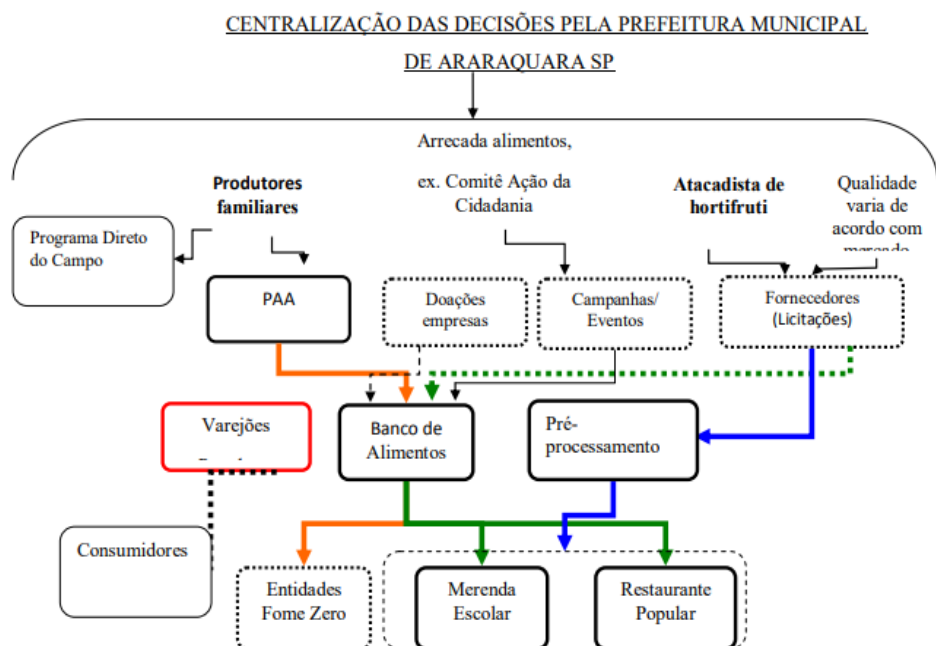 CENTRALIZAÇÃO DAS DECISÕES PELA PREFEITURA MUNICIPAL
DE ARARAQUARA SP
Arrecada alimentos,
ex. Comitê Ação da
Cidadania
Produtores
familiares
Atacadista de
hortifruti
Qualidade
varia de
acordo com
mercado
Programa Direto
do Campo
PAA
Doações
empresas
Campanhas/
Eventos
Fornecedores
(Licitações)
Varejões
Banco de
Alimentos
Pré-
processamento
Consumidores
Entidades
Fome Zero
Merenda
Escolar
Restaurante
Popular